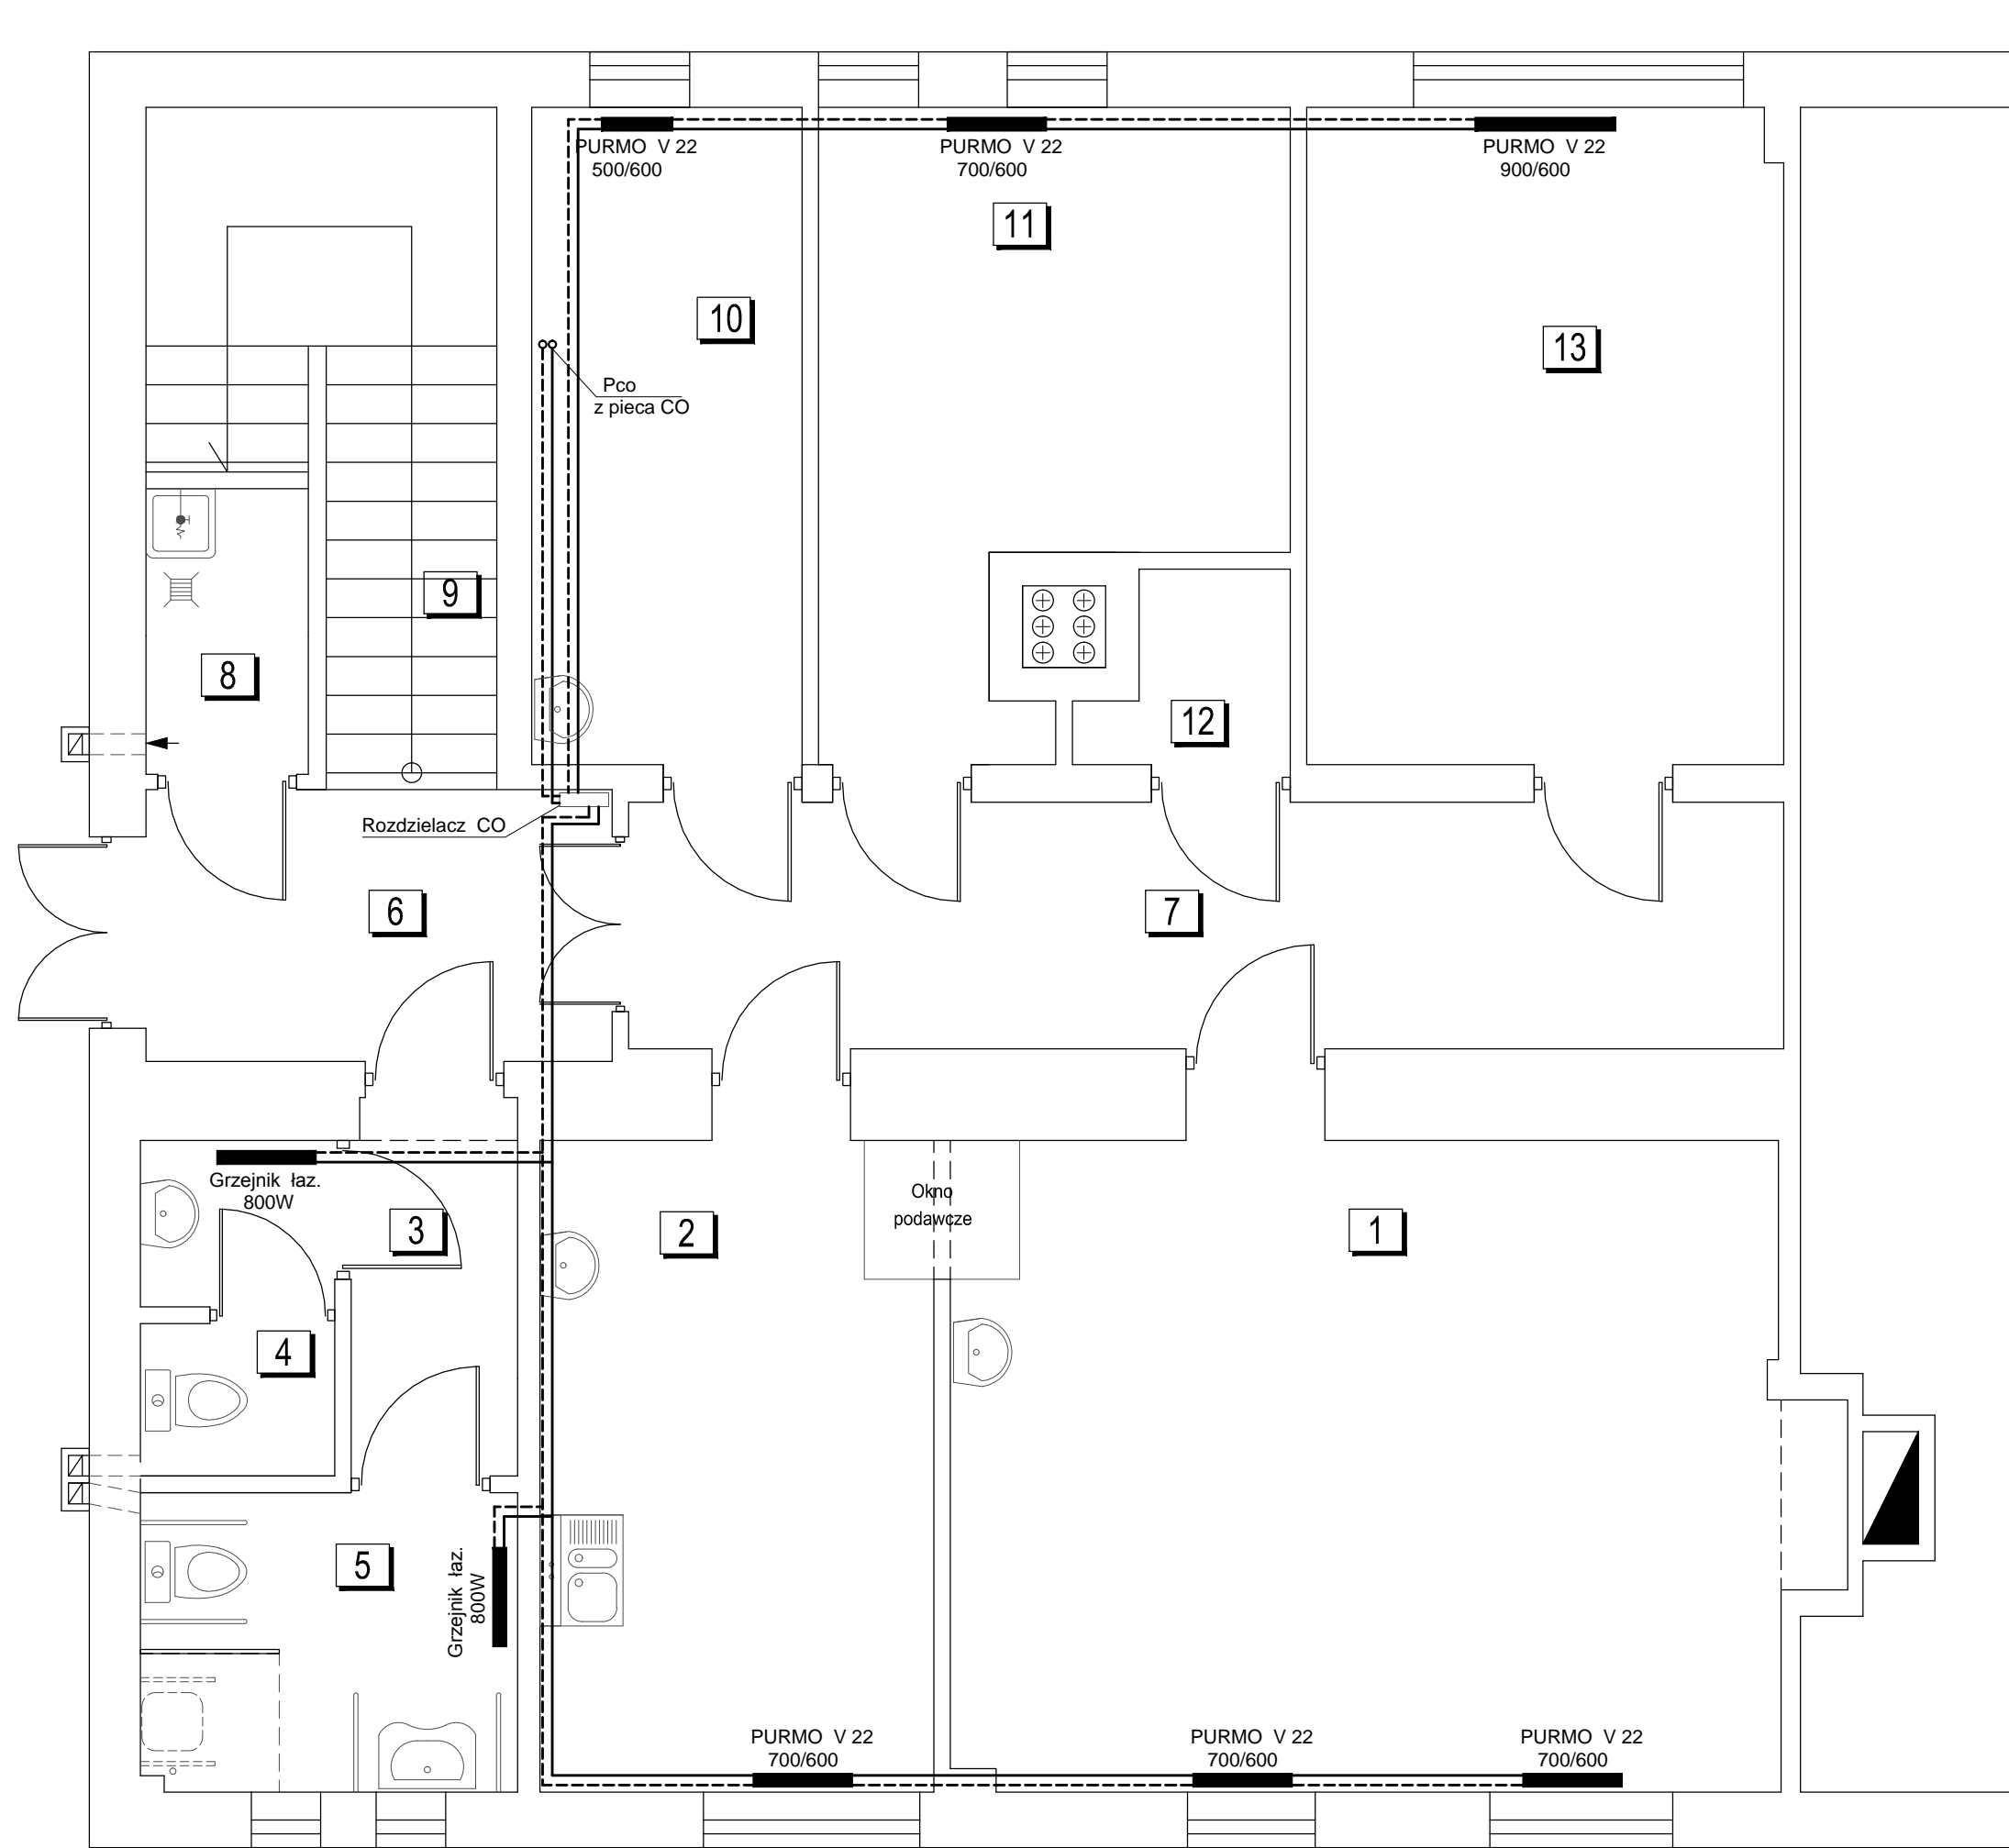 PURMO V 22
500/600
PURMO V 22
700/600
PURMO V 22
900/600
11
10
13
Pco
z pieca CO
9
8
12
Rozdzielacz CO
6
7
Grzejnik łaz.
800W
3
2
Okno
podawcze
1
4
5
Grzejnik łaz.
800W
PURMO V 22
700/600
PURMO V 22
700/600
PURMO V 22
700/600